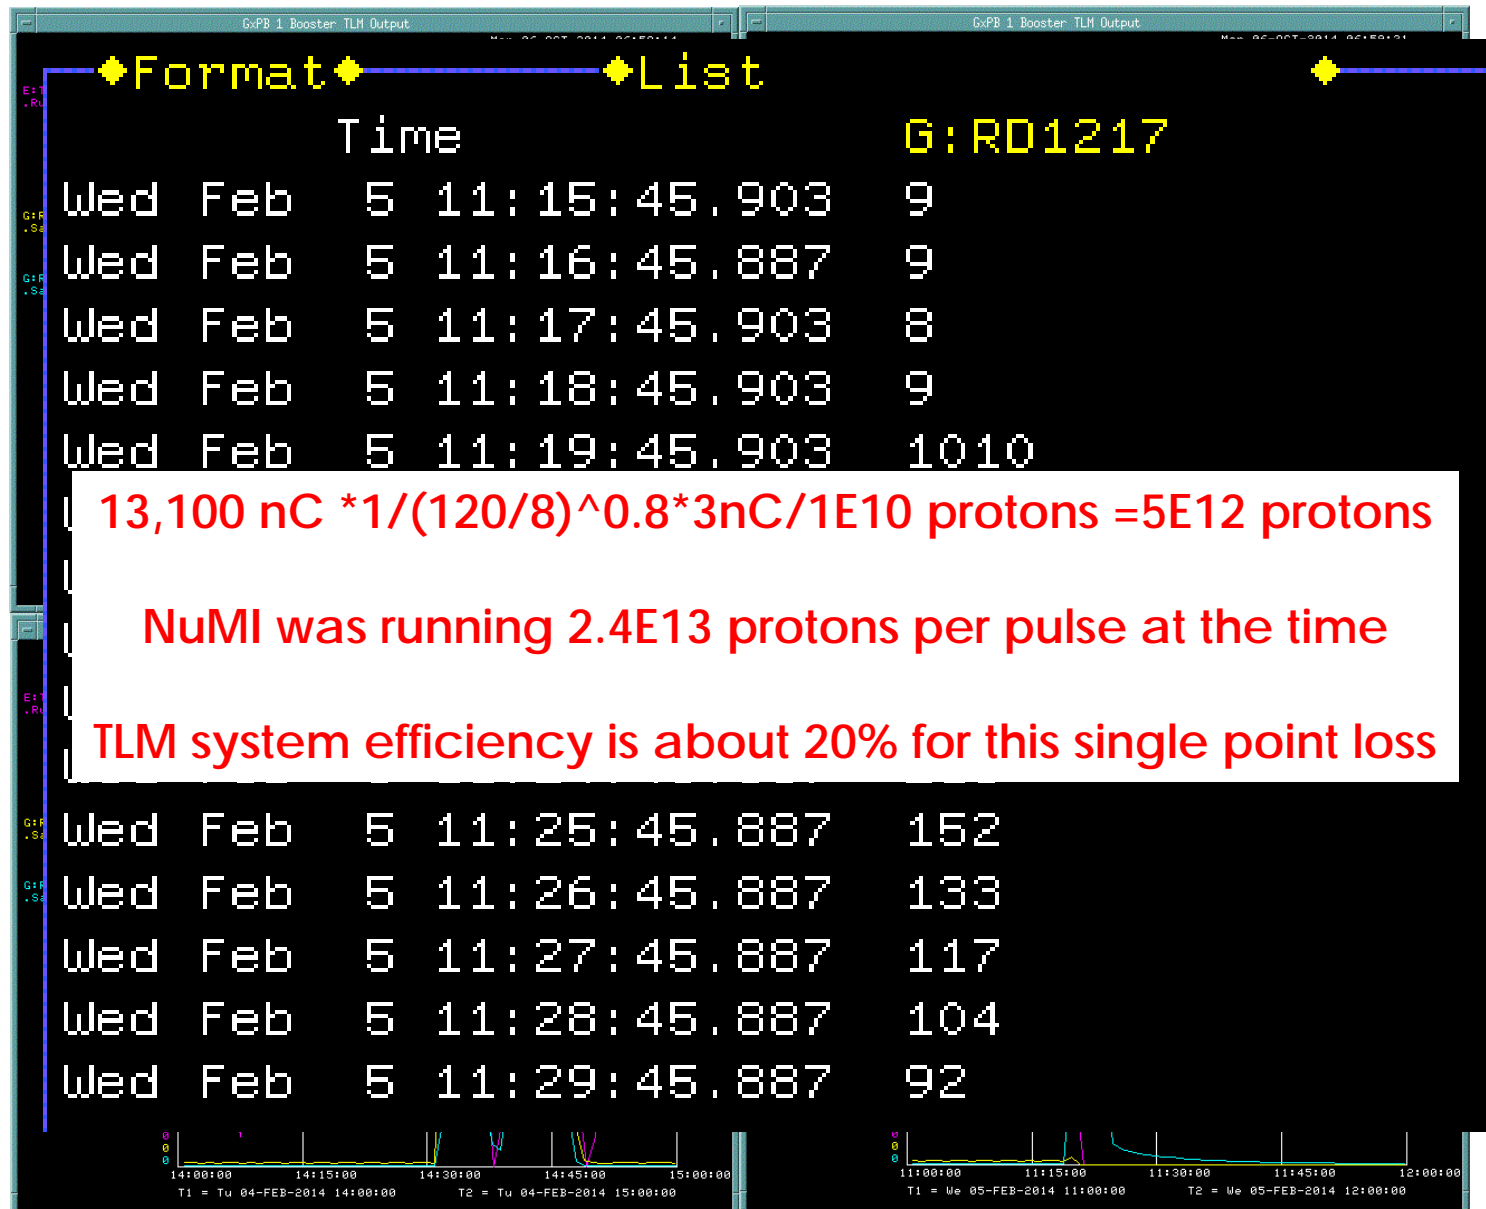 GxPB 1 Booster TLM Output
GxPB 1 Booster TLM Output
Format List
Time G:RD1217
Wed Feb 5 11:15:45.903 9
Wed Feb 5 11:16:45.887 9
Wed Feb 5 11:17:45.903 8
Wed Feb 5 11:18:45.903 9
Wed Feb 5 11:19:45.903 1010
13,100 nC *1/(120/8)^0.8*3nC/1E10 protons =5E12 protons
NuMI was running 2.4E13 protons per pulse at the time
TLM system efficiency is about 20% for this single point loss
Wed Feb 5 11:25:45.887 152
Wed Feb 5 11:26:45.887 133
Wed Feb 5 11:27:45.887 117
Wed Feb 5 11:28:45.887 104
Wed Feb 5 11:29:45.887 92
0
0
0
14:00:00 14:15:00 14:30:00 14:45:00 15:00:00
T1 = Tu 04-FEB-2014 14:00:00 T2 = Tu 04-FEB-2014 15:00:00
0
0
0
11:00:00 11:15:00 11:30:00 11:45:00 12:00:00
T1 = We 05-FEB-2014 11:00:00 T2 = We 05-FEB-2014 12:00:00